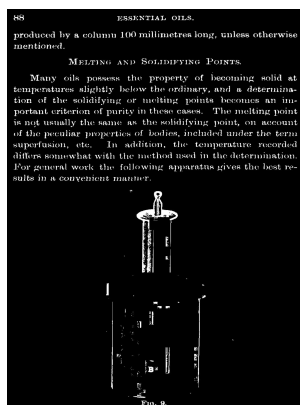 88 ESSENTIAL OILS.
produced by a column 100 millimetres long, unless otherwise
mentioned.
MELTING AND SOLIDIFYING POINTS.
Many oils possess the property of becoming solid at
temperatures slightly below the ordinary, and a determina-
tion of the solidifying or melting points becomes an im-
portant criterion of purity in these cases. The melting point
is not usually the same as the solidifying point, on account
of the peculiar properties of bodies, included under the term
superfusion, etc. In addition, the temperature recorded
differs somewhat with the method used in the determination.
For general work the following apparatus gives the best re-
sults in a convenient manner.
B
FIG. 9.